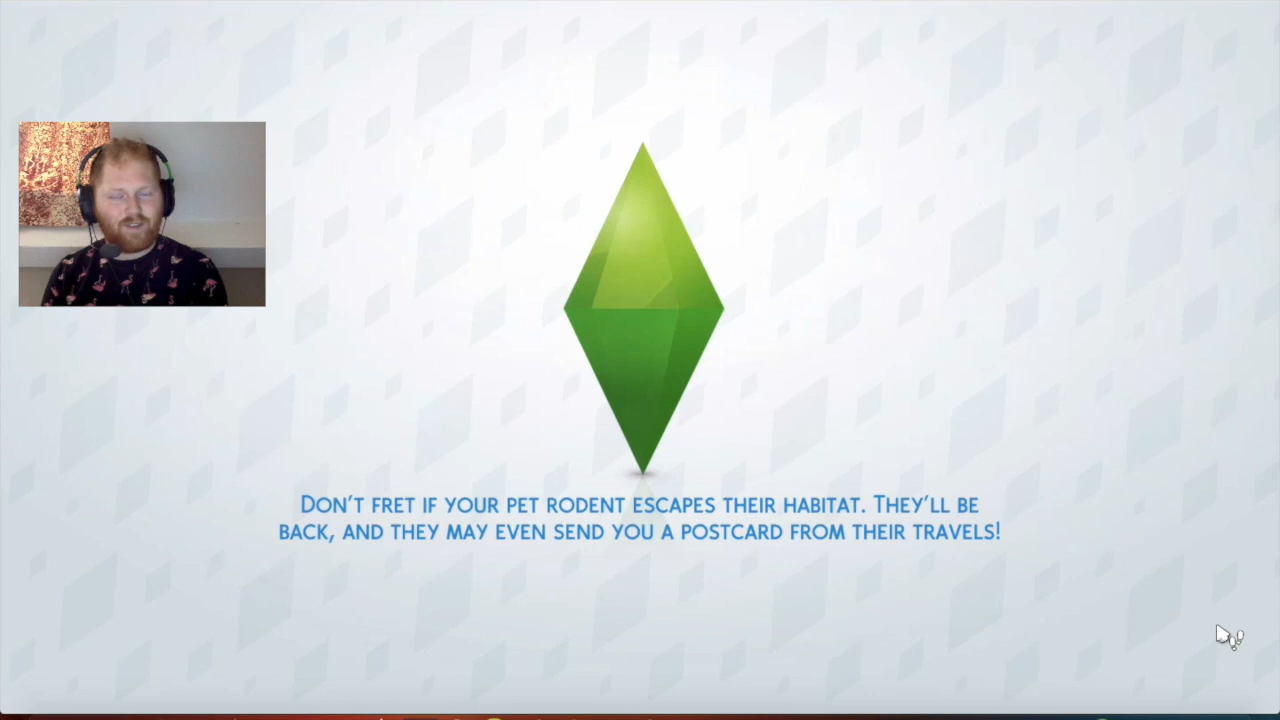 Don't fret if your pet rodent escapes their habitat. They'll be
back, and they may even send you a postcard from their travels!